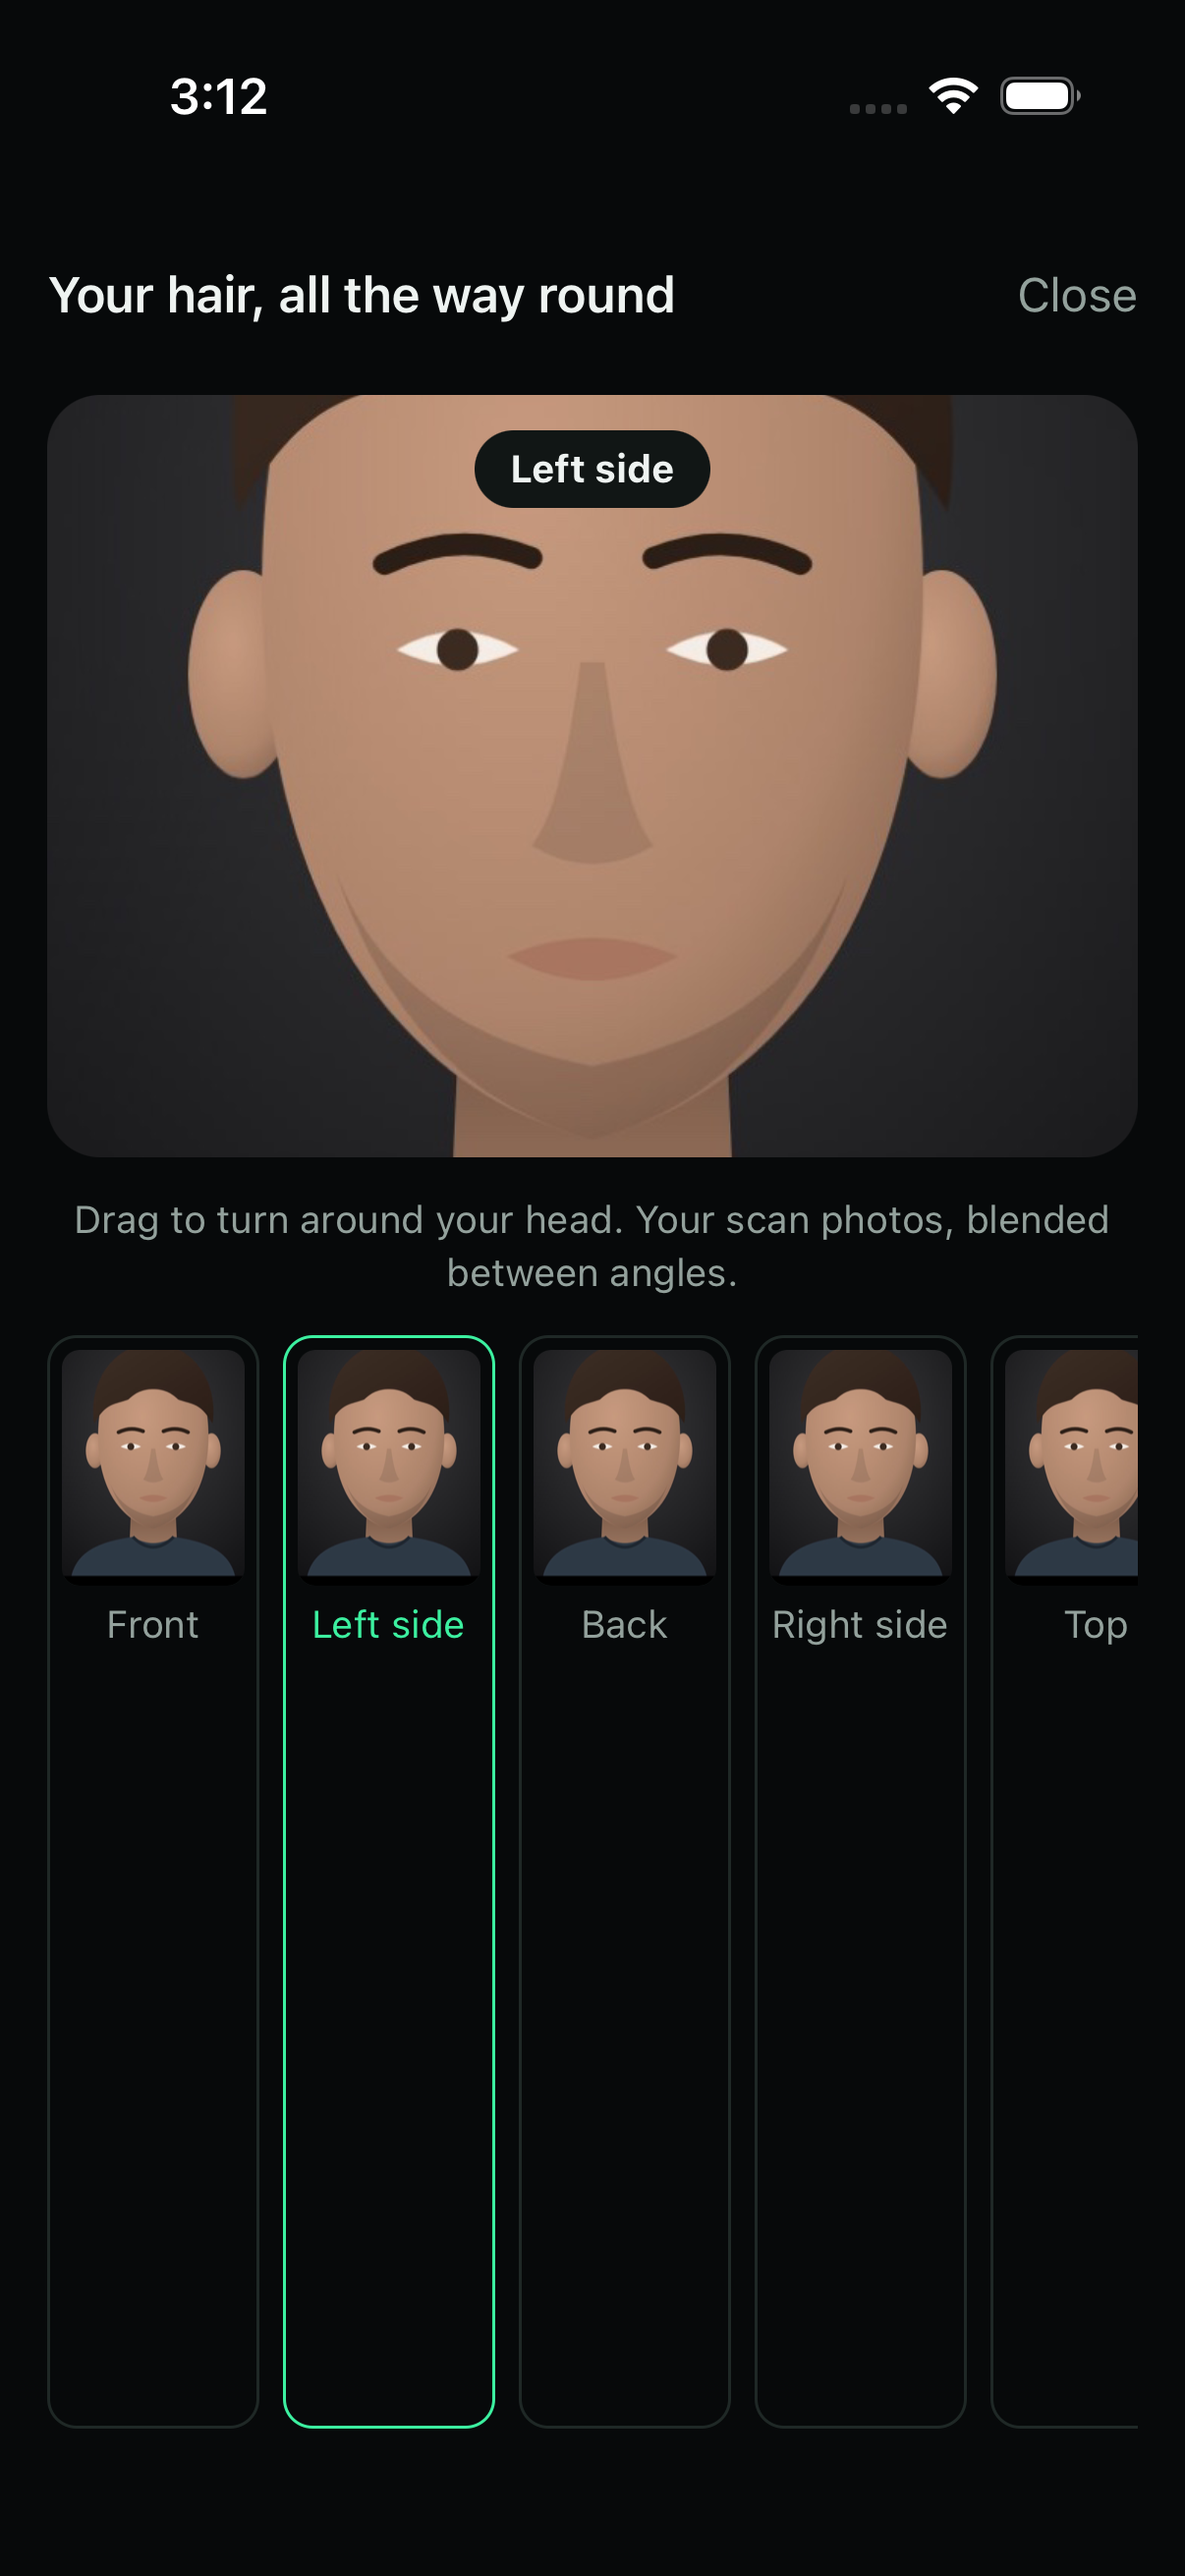 3:12
Your hair, all the way round
Close
Left side
Drag to turn around your head. Your scan photos, blended
between angles.
Front
Left side
Back
Right side
Top